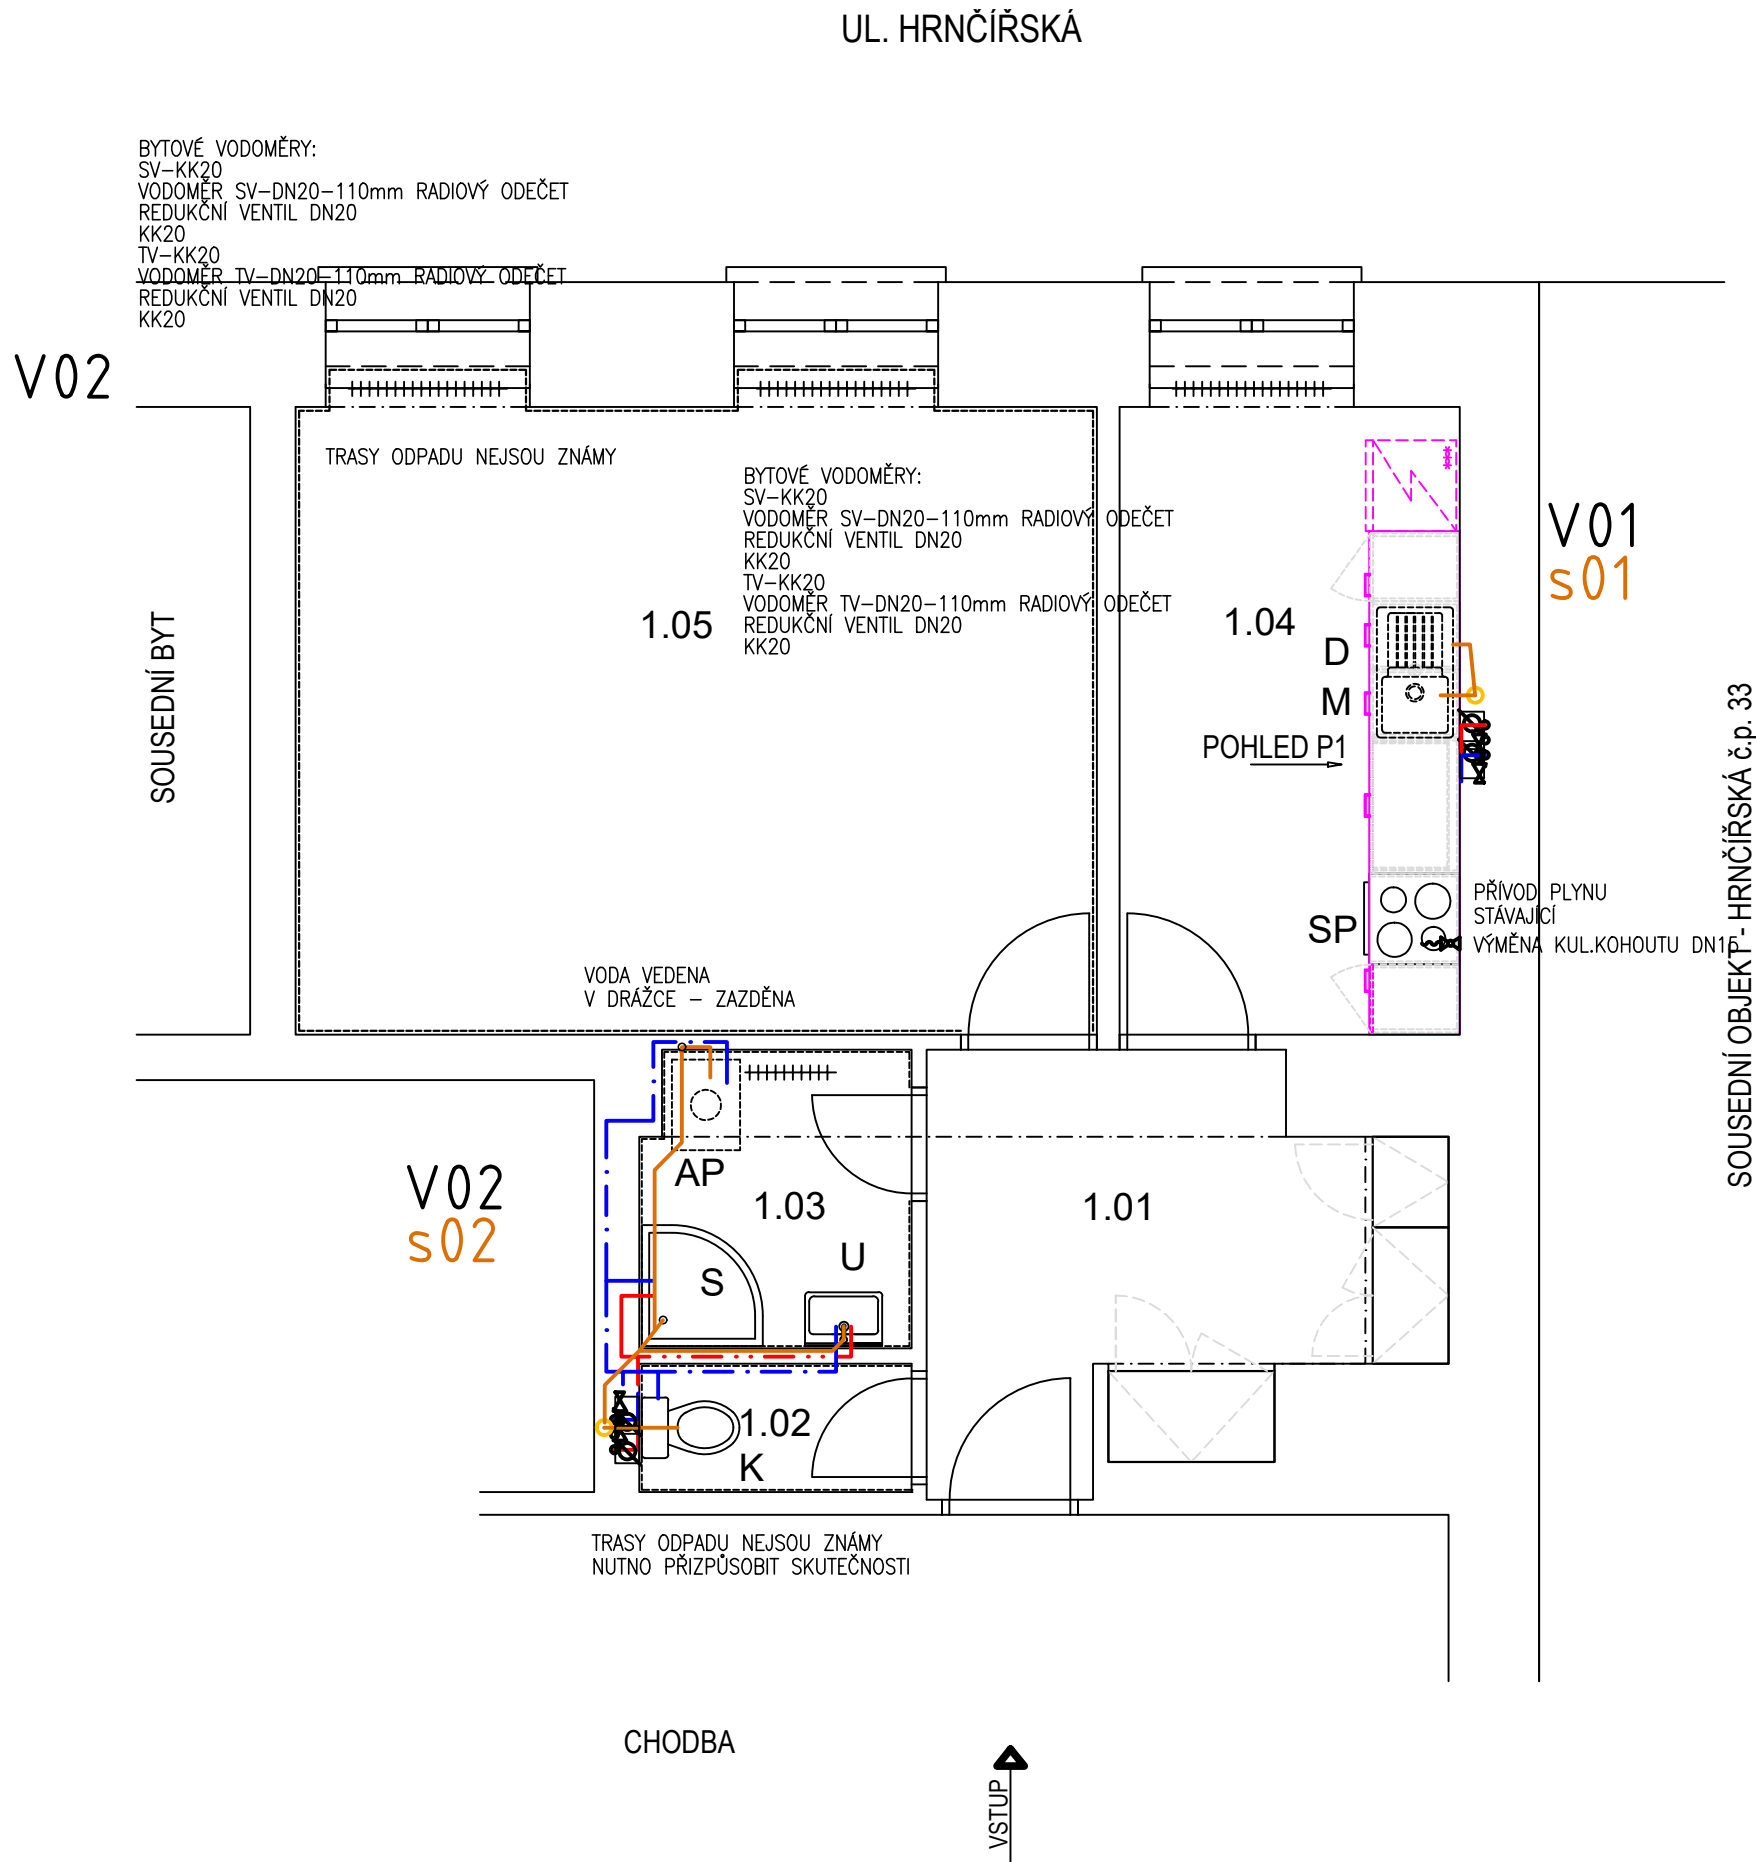 UL. HRNČÍŘSKÁ
BYTOVÉ VODOMĚRY:
SV-KK20
VODOMĚR SV-DN20-110mm RADIOVÝ ODEČET
REDUKČNÍ VENTIL DN20
KK20
TV-KK20
VODOMĚR TV-DN20-110mm RADIOVÝ ODEČET
REDUKČNÍ VENTIL DN20
KK20
V02
TRASY ODPADU NEJSOU ZNÁMY
BYTOVÉ VODOMĚRY:
SV-KK20
VODOMĚR SV-DN20-110mm RADIOVÝ ODEČET
REDUKČNÍ VENTIL DN20
KK20
TV-KK20
VODOMĚR TV-DN20-110mm RADIOVÝ ODEČET
REDUKČNÍ VENTIL DN20
KK20
1.05
1.04
V01
s01
D
M
POHLED P1
SOUSEDNÍ BYT
SOUSEDNÍ OBJEKT - HRNČÍŘSKÁ č.p. 33
SP
PŘÍVOD PLYNU
STÁVAJÍCÍ
VÝMĚNA KUL.KOHOUTU DN15
VODA VEDENA
V DRÁŽCE - ZAZDĚNA
AP
1.03
1.01
V02
s02
U
S
1.02
K
TRASY ODPADU NEJSOU ZNÁMY
NUTNO PŘIZPŮSOBIT SKUTEČNOSTI
CHODBA
VSTUP